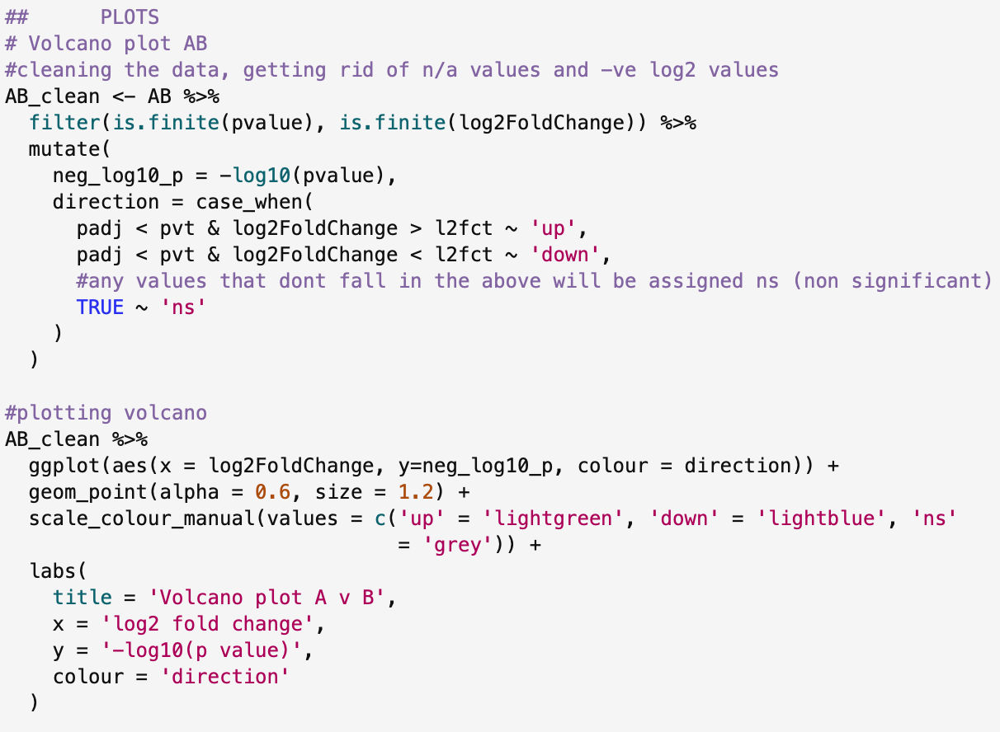 ##      PLOTS
# Volcano plot AB
#cleaning the data, getting rid of n/a values and -ve log2 values
AB_clean <- AB %>%
  filter(is.finite(pvalue), is.finite(log2FoldChange)) %>%
  mutate(
    neg_log10_p = -log10(pvalue),
    direction = case_when(
      padj < pvt & log2FoldChange > l2fct ~ 'up',
      padj < pvt & log2FoldChange < l2fct ~ 'down',
      #any values that dont fall in the above will be assigned ns (non significant)
      TRUE ~ 'ns'
    )
  )

#plotting volcano
AB_clean %>%
  ggplot(aes(x = log2FoldChange, y=neg_log10_p, colour = direction)) +
  geom_point(alpha = 0.6, size = 1.2) +
  scale_colour_manual(values = c('up' = 'lightgreen', 'down' = 'lightblue', 'ns'
                                 = 'grey')) +
  labs(
    title = 'Volcano plot A v B',
    x = 'log2 fold change',
    y = '-log10(p value)',
    colour = 'direction'
  )